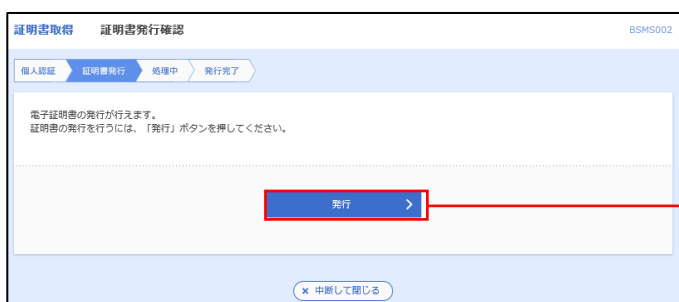 証明書取得 証明書発行確認 BSMS002
個人認証 証明書発行 処理中 発行完了
電子証明書の発行が行えます。
証明書の発行を行うには、「発行」ボタンを押してください。
発行
× 中断して閉じる